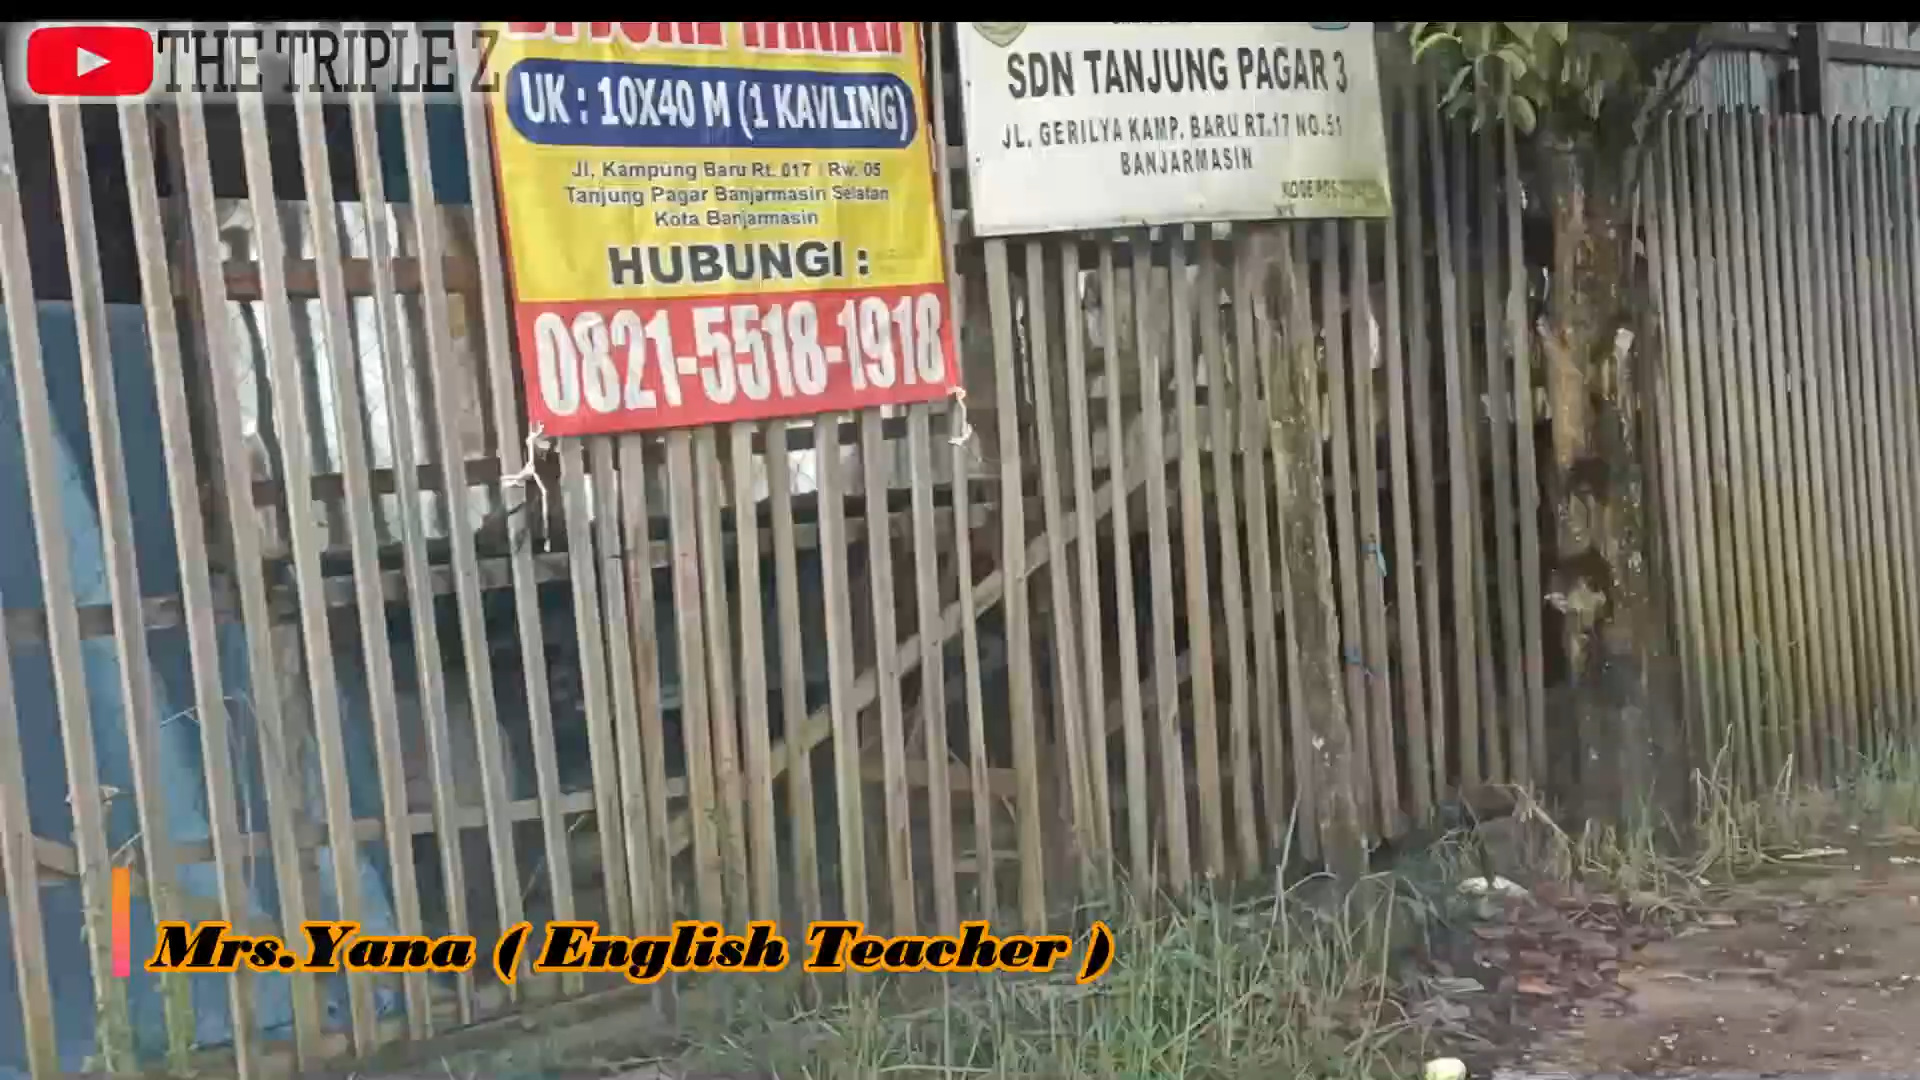 THE TRIPLE Z
UK : 10X40 M (1 KAVLING)
Jl. Kampung Baru Rt. 017 / Rw. 05
Tanjung Pagar Banjarmasin Selatan
Kota Banjarmasin
HUBUNGI :
0821-5518-1918
SDN TANJUNG PAGAR 3
JL. GERILYA KAMP. BARU RT.17 NO.51
BANJARMASIN
KODE POS
Mrs.Yana ( English Teacher )